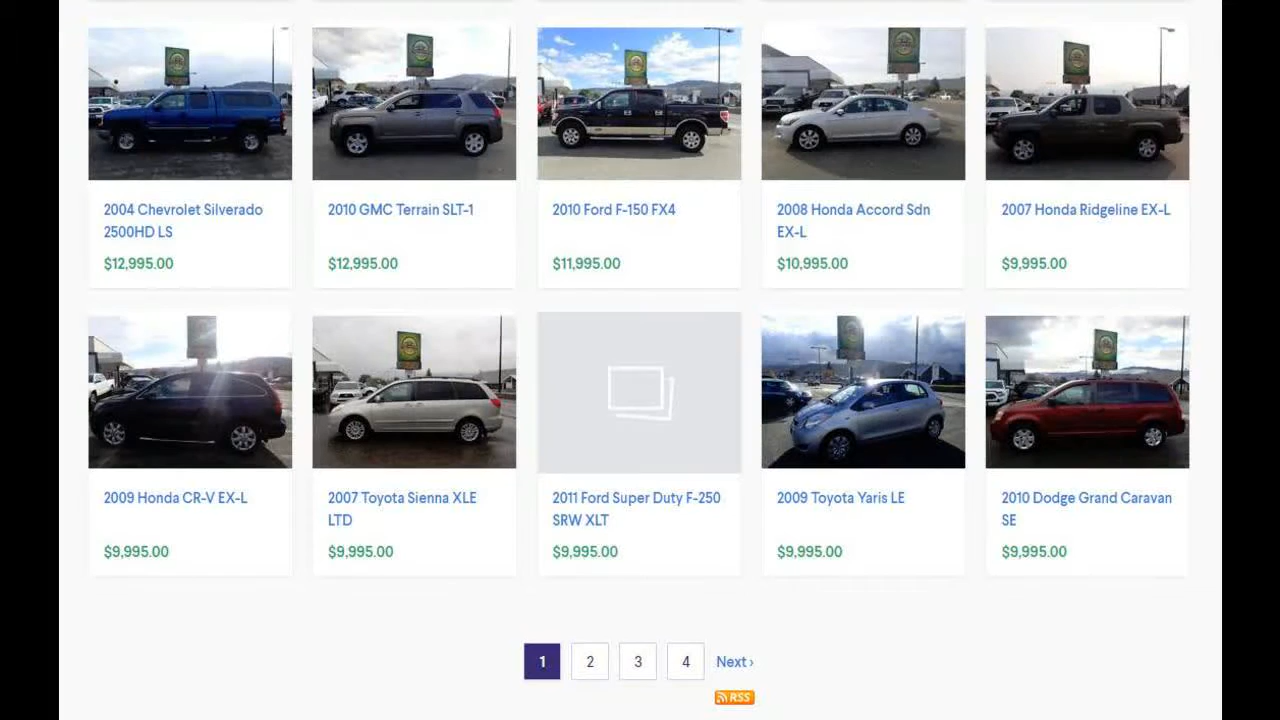 2004 Chevrolet Silverado
2500HD LS
$12,995.00
2010 GMC Terrain SLT-1
$12,995.00
2010 Ford F-150 FX4
$11,995.00
2008 Honda Accord Sdn
EX-L
$10,995.00
2007 Honda Ridgeline EX-L
$9,995.00
2009 Honda CR-V EX-L
$9,995.00
2007 Toyota Sienna XLE
LTD
$9,995.00
2011 Ford Super Duty F-250
SRW XLT
$9,995.00
2009 Toyota Yaris LE
$9,995.00
2010 Dodge Grand Caravan
SE
$9,995.00
1 2 3 4 Next ›
RSS